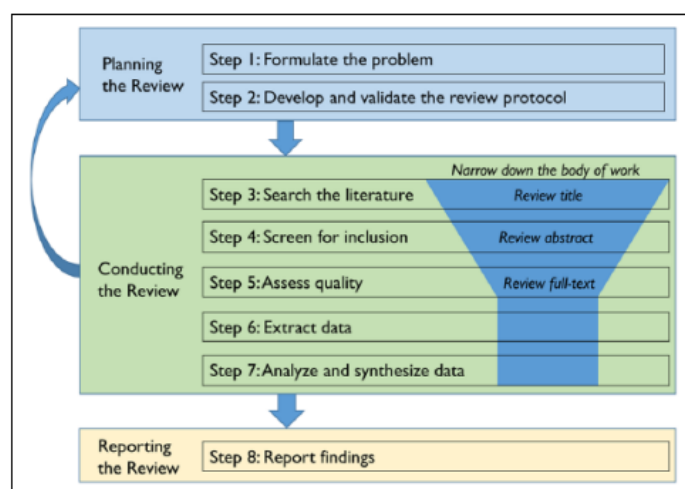 Planning
the Review
Step 1: Formulate the problem
Step 2: Develop and validate the review protocol
Narrow down the body of work
Conducting
the Review
Step 3: Search the literature
Review title
Step 4: Screen for inclusion
Review abstract
Step 5: Assess quality
Review full-text
Step 6: Extract data
Step 7: Analyze and synthesize data
Reporting
the Review
Step 8: Report findings